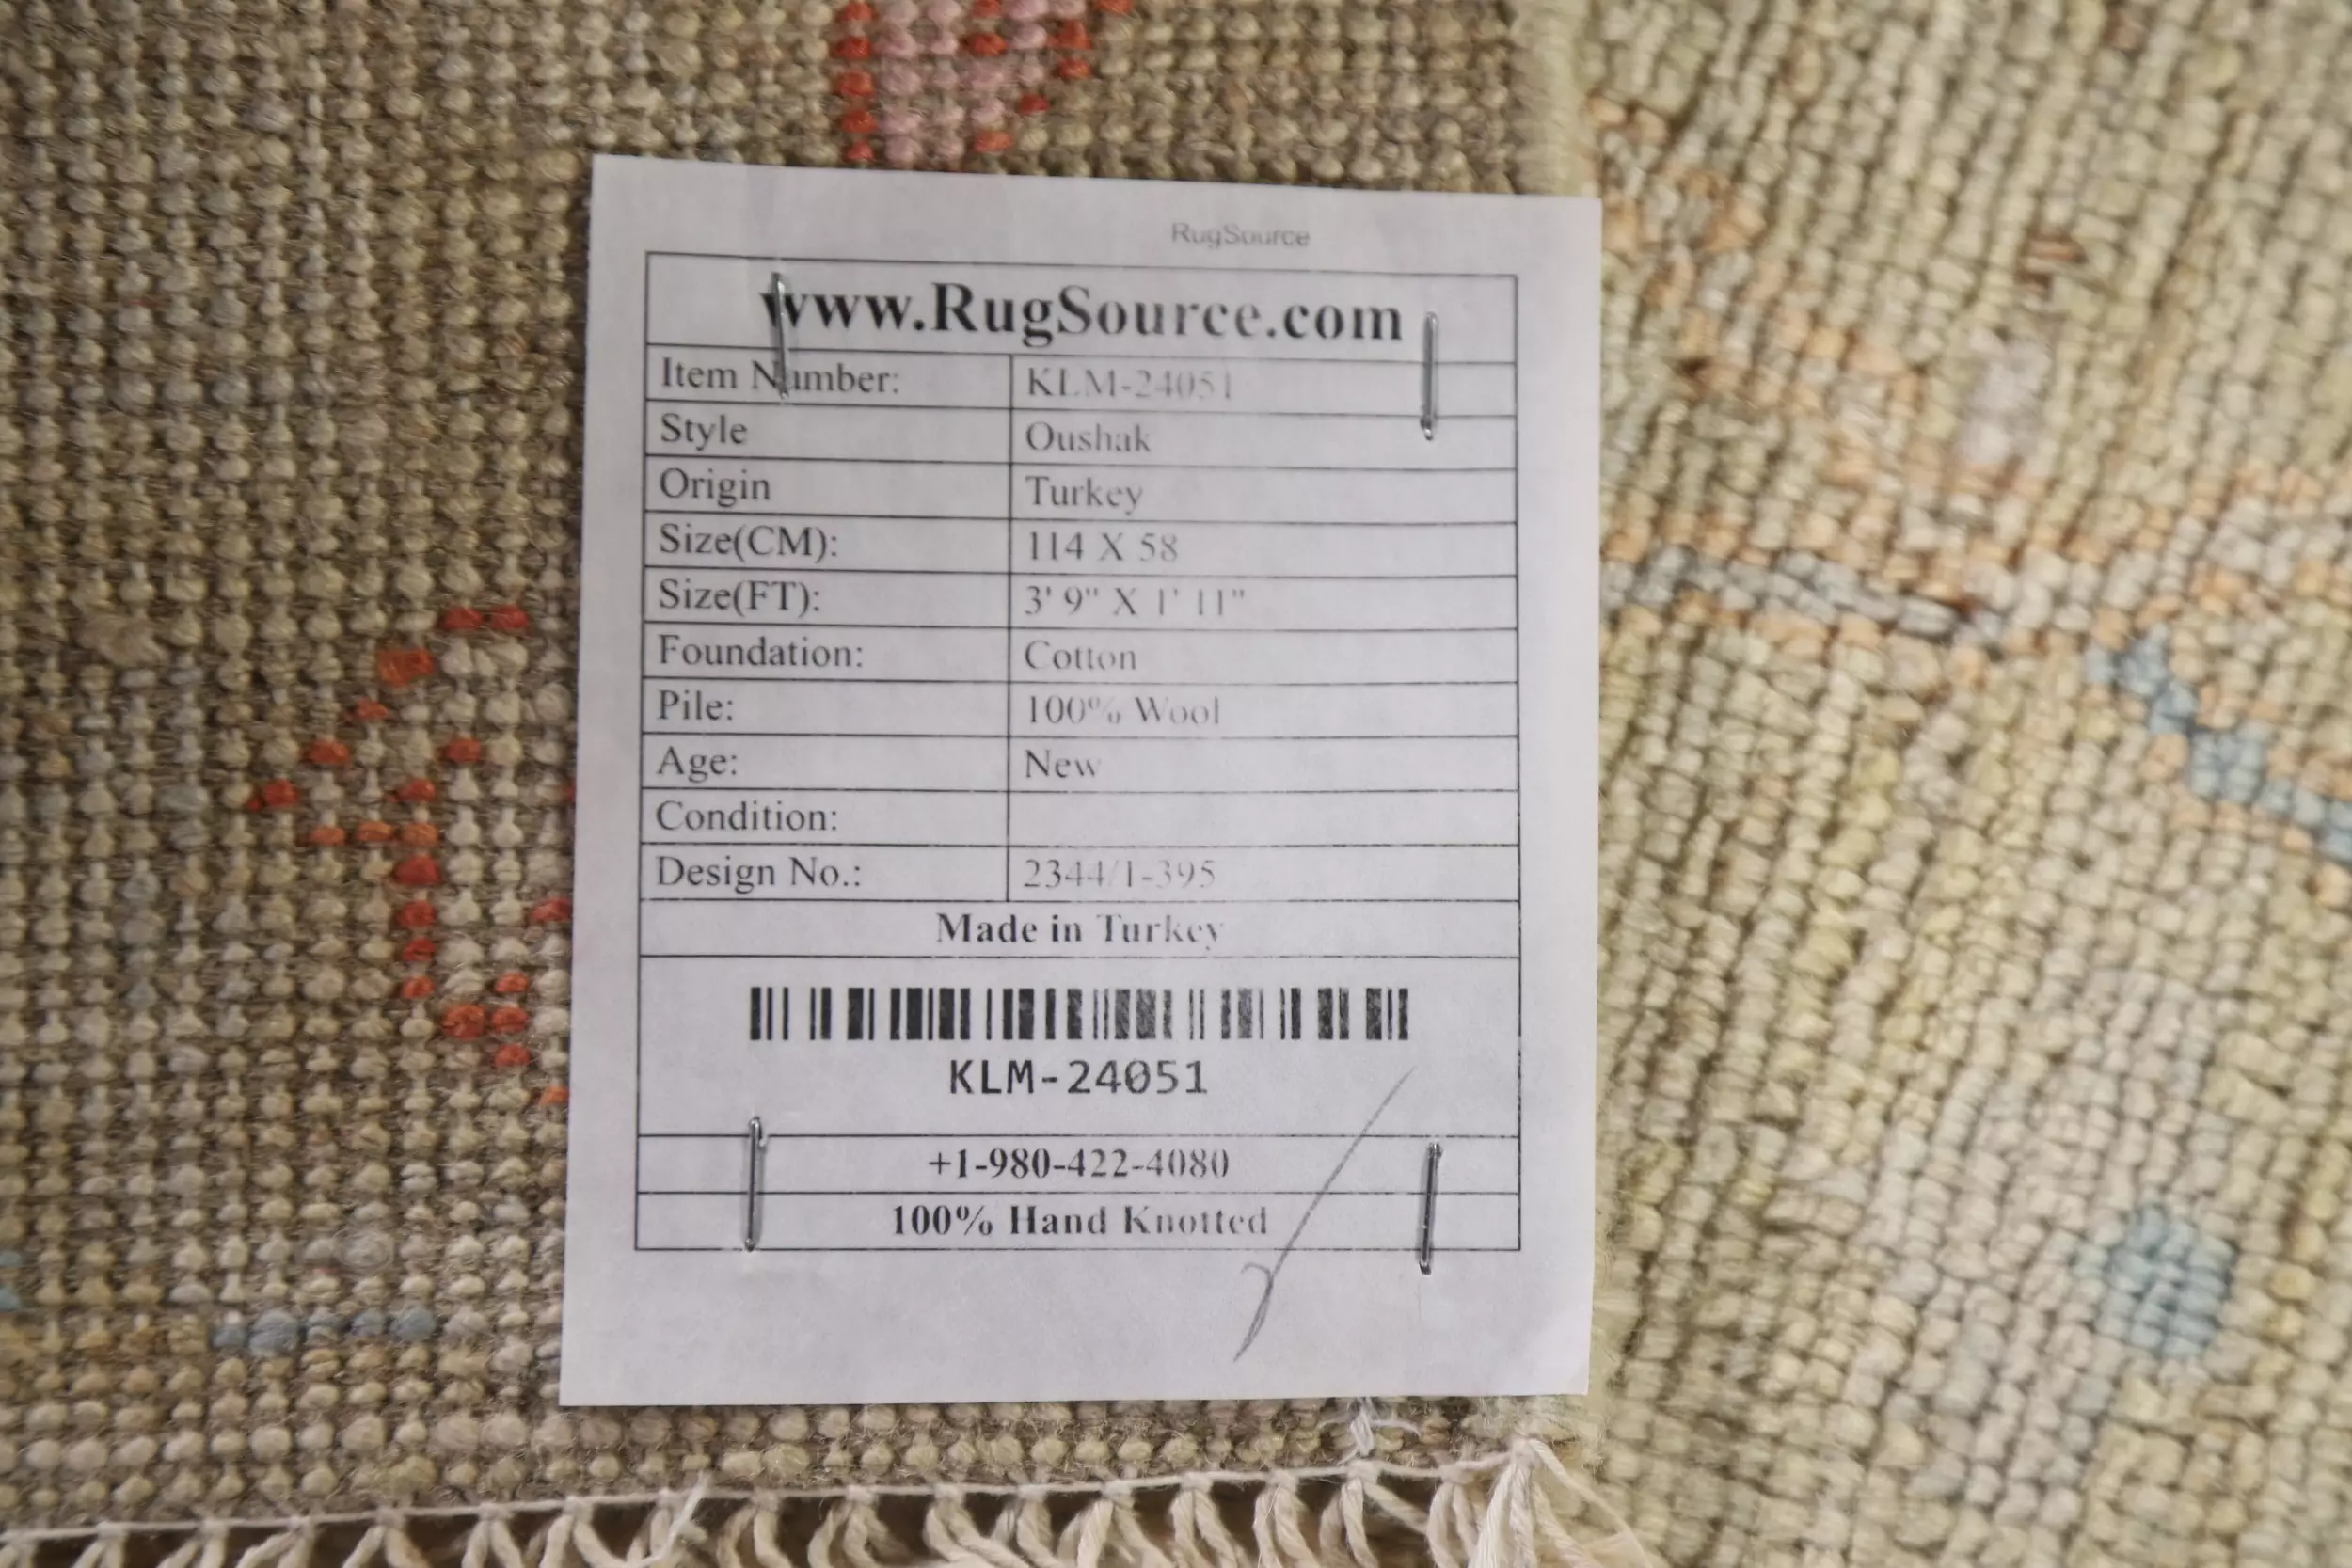 RugSource
www.RugSource.com
Item Number: KLM-24051
Style Oushak
Origin Turkey
Size(CM): 114 X 58
Size(FT): 3' 9" X 1' 11"
Foundation: Cotton
Pile: 100% Wool
Age: New
Condition:
Design No.: 2344/1-395
Made in Turkey
KLM-24051
+1-980-422-4080
100% Hand Knotted